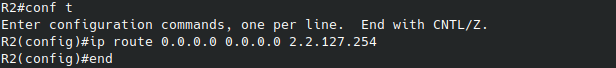 R2#conf t
Enter configuration commands, one per line.  End with CNTL/Z.
R2(config)#ip route 0.0.0.0 0.0.0.0 2.2.127.254
R2(config)#end